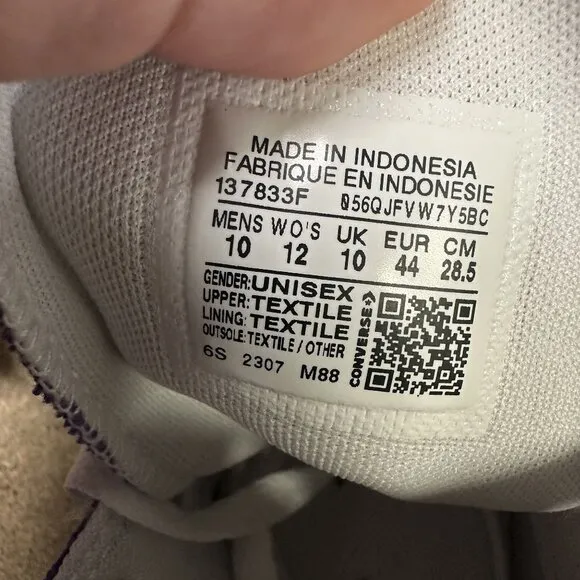 MADE IN INDONESIA
FABRIQUE EN INDONESIE
137833F 056QJFVW7Y5BC
MENS WO'S UK EUR CM
10 12 10 44 28.5
GENDER: UNISEX
UPPER: TEXTILE
LINING: TEXTILE
OUTSOLE: TEXTILE / OTHER
6S 2307 M88
CONVERSE